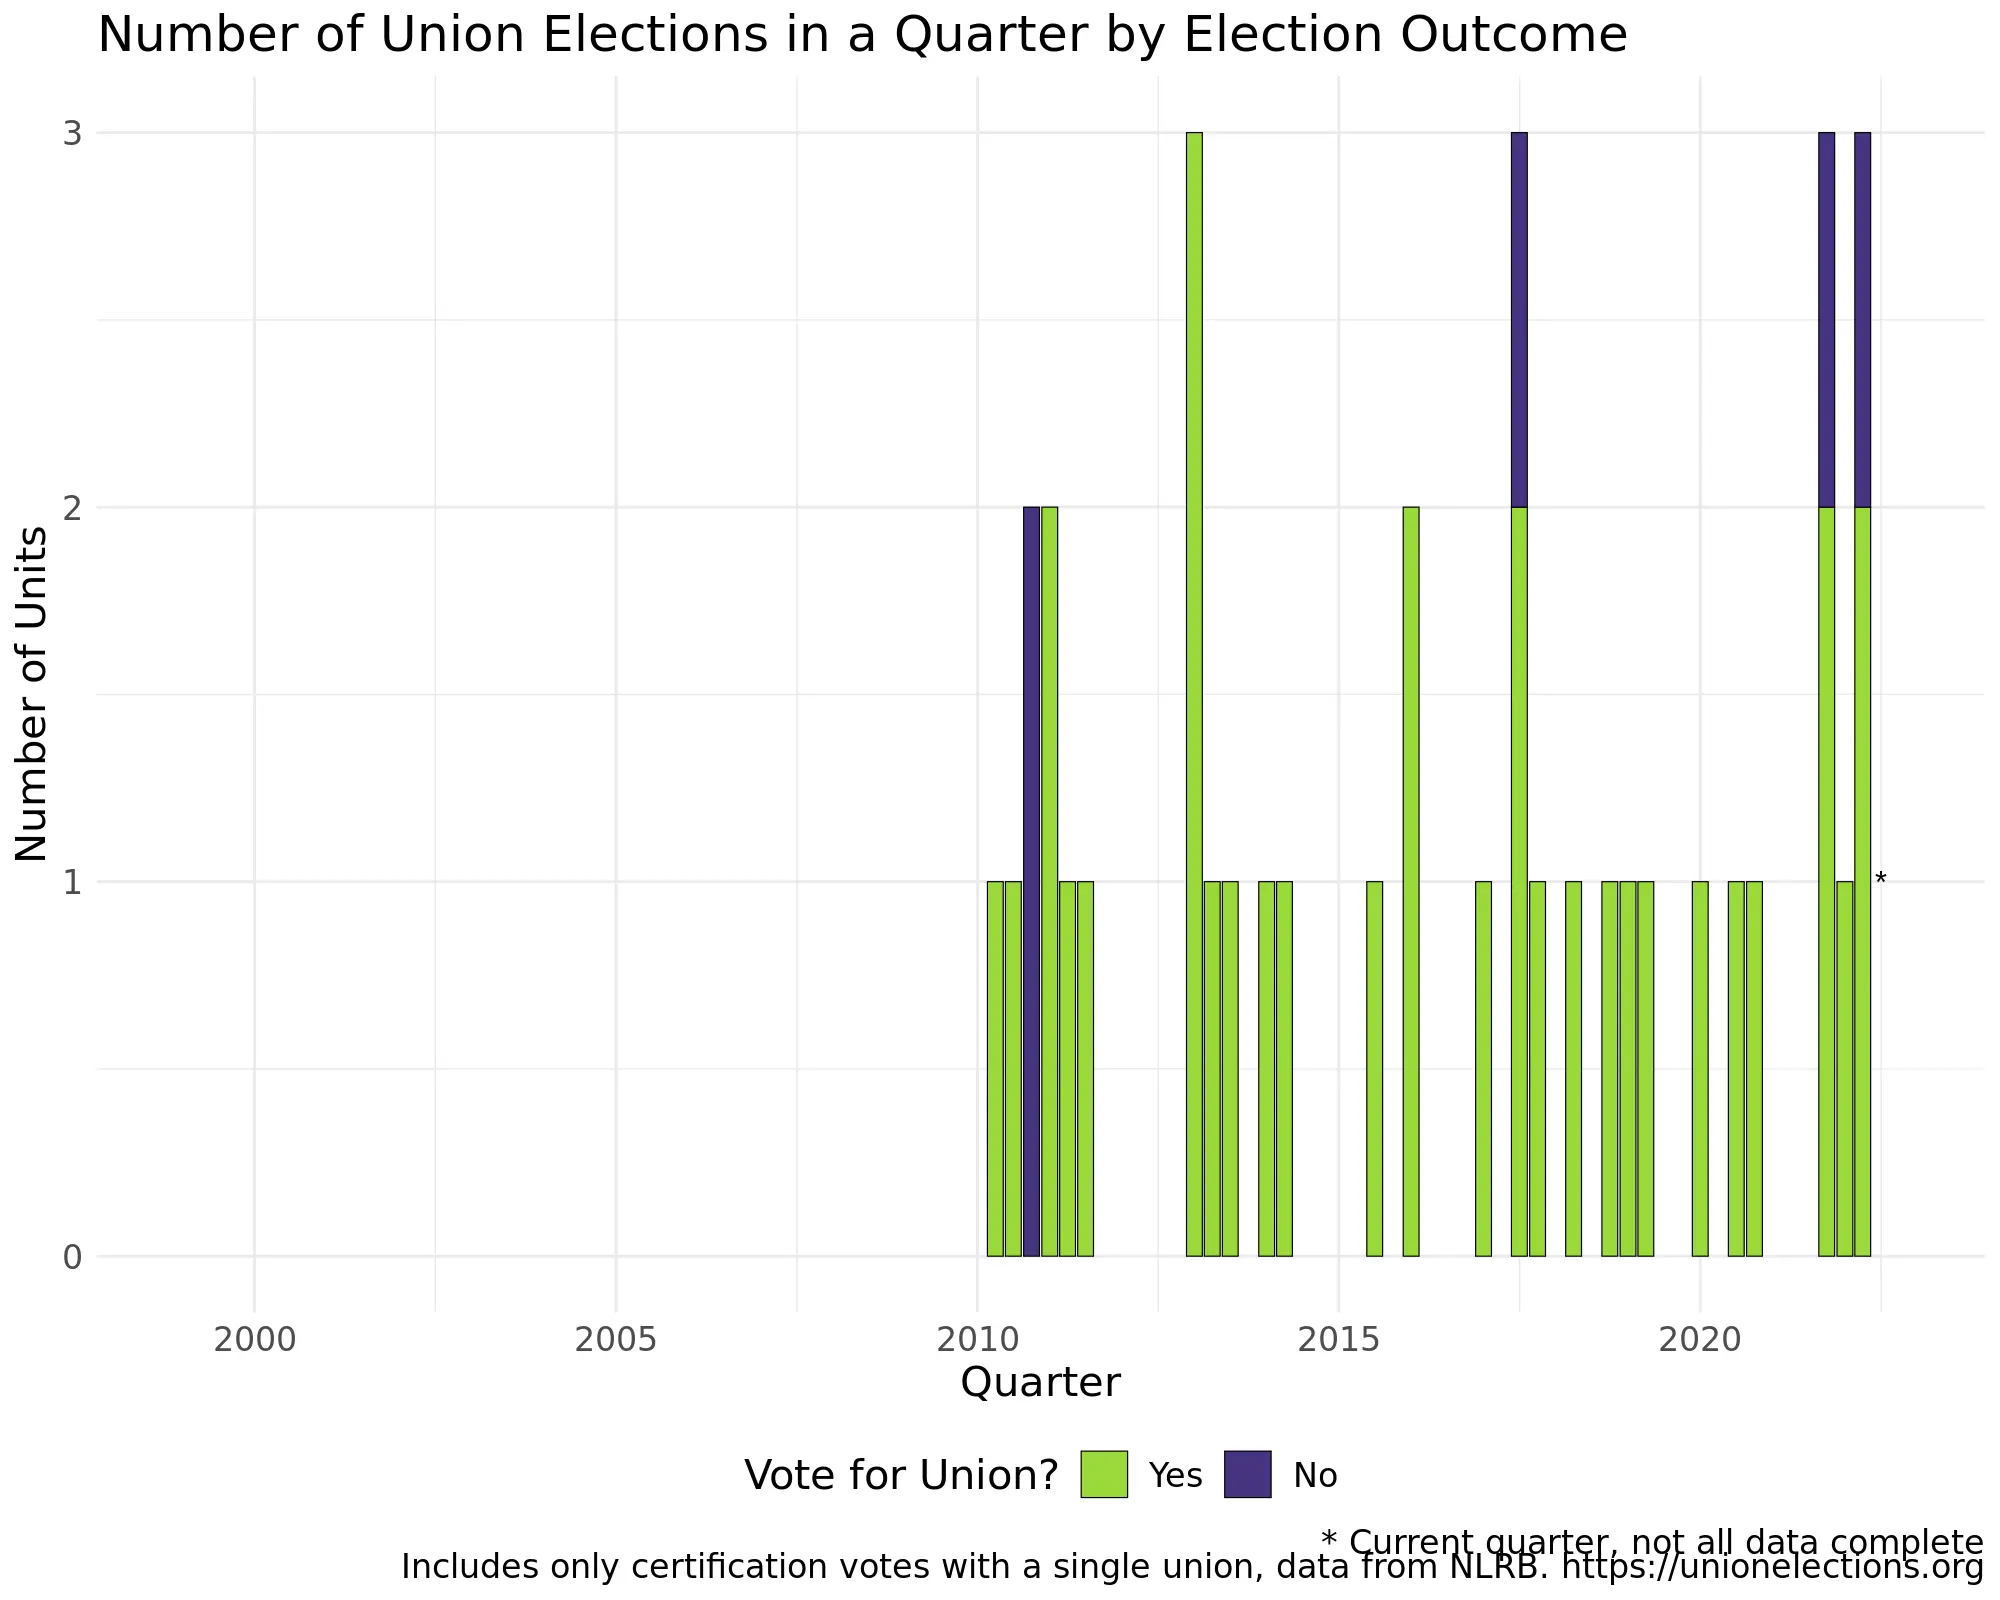 Number of Union Elections in a Quarter by Election Outcome
Number of Units
3
2
1
0
*
2000 2005 2010 2015 2020
Quarter
Vote for Union? Yes No
* Current quarter, not all data complete
Includes only certification votes with a single union, data from NLRB. https://unionelections.org